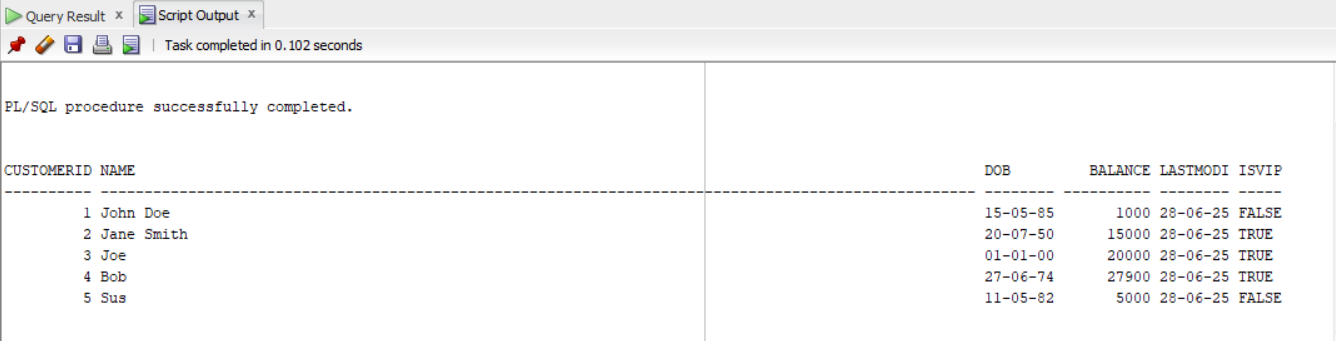 Query Result x Script Output x
Task completed in 0.102 seconds
PL/SQL procedure successfully completed.
CUSTOMERID NAME DOB BALANCE LASTMODI ISVIP
---------- ---------------------------------------------------------------------------------------------------- -------- ---------- -------- -----
1 John Doe 15-05-85 1000 28-06-25 FALSE
2 Jane Smith 20-07-50 15000 28-06-25 TRUE
3 Joe 01-01-00 20000 28-06-25 TRUE
4 Bob 27-06-74 27900 28-06-25 TRUE
5 Sus 11-05-82 5000 28-06-25 FALSE